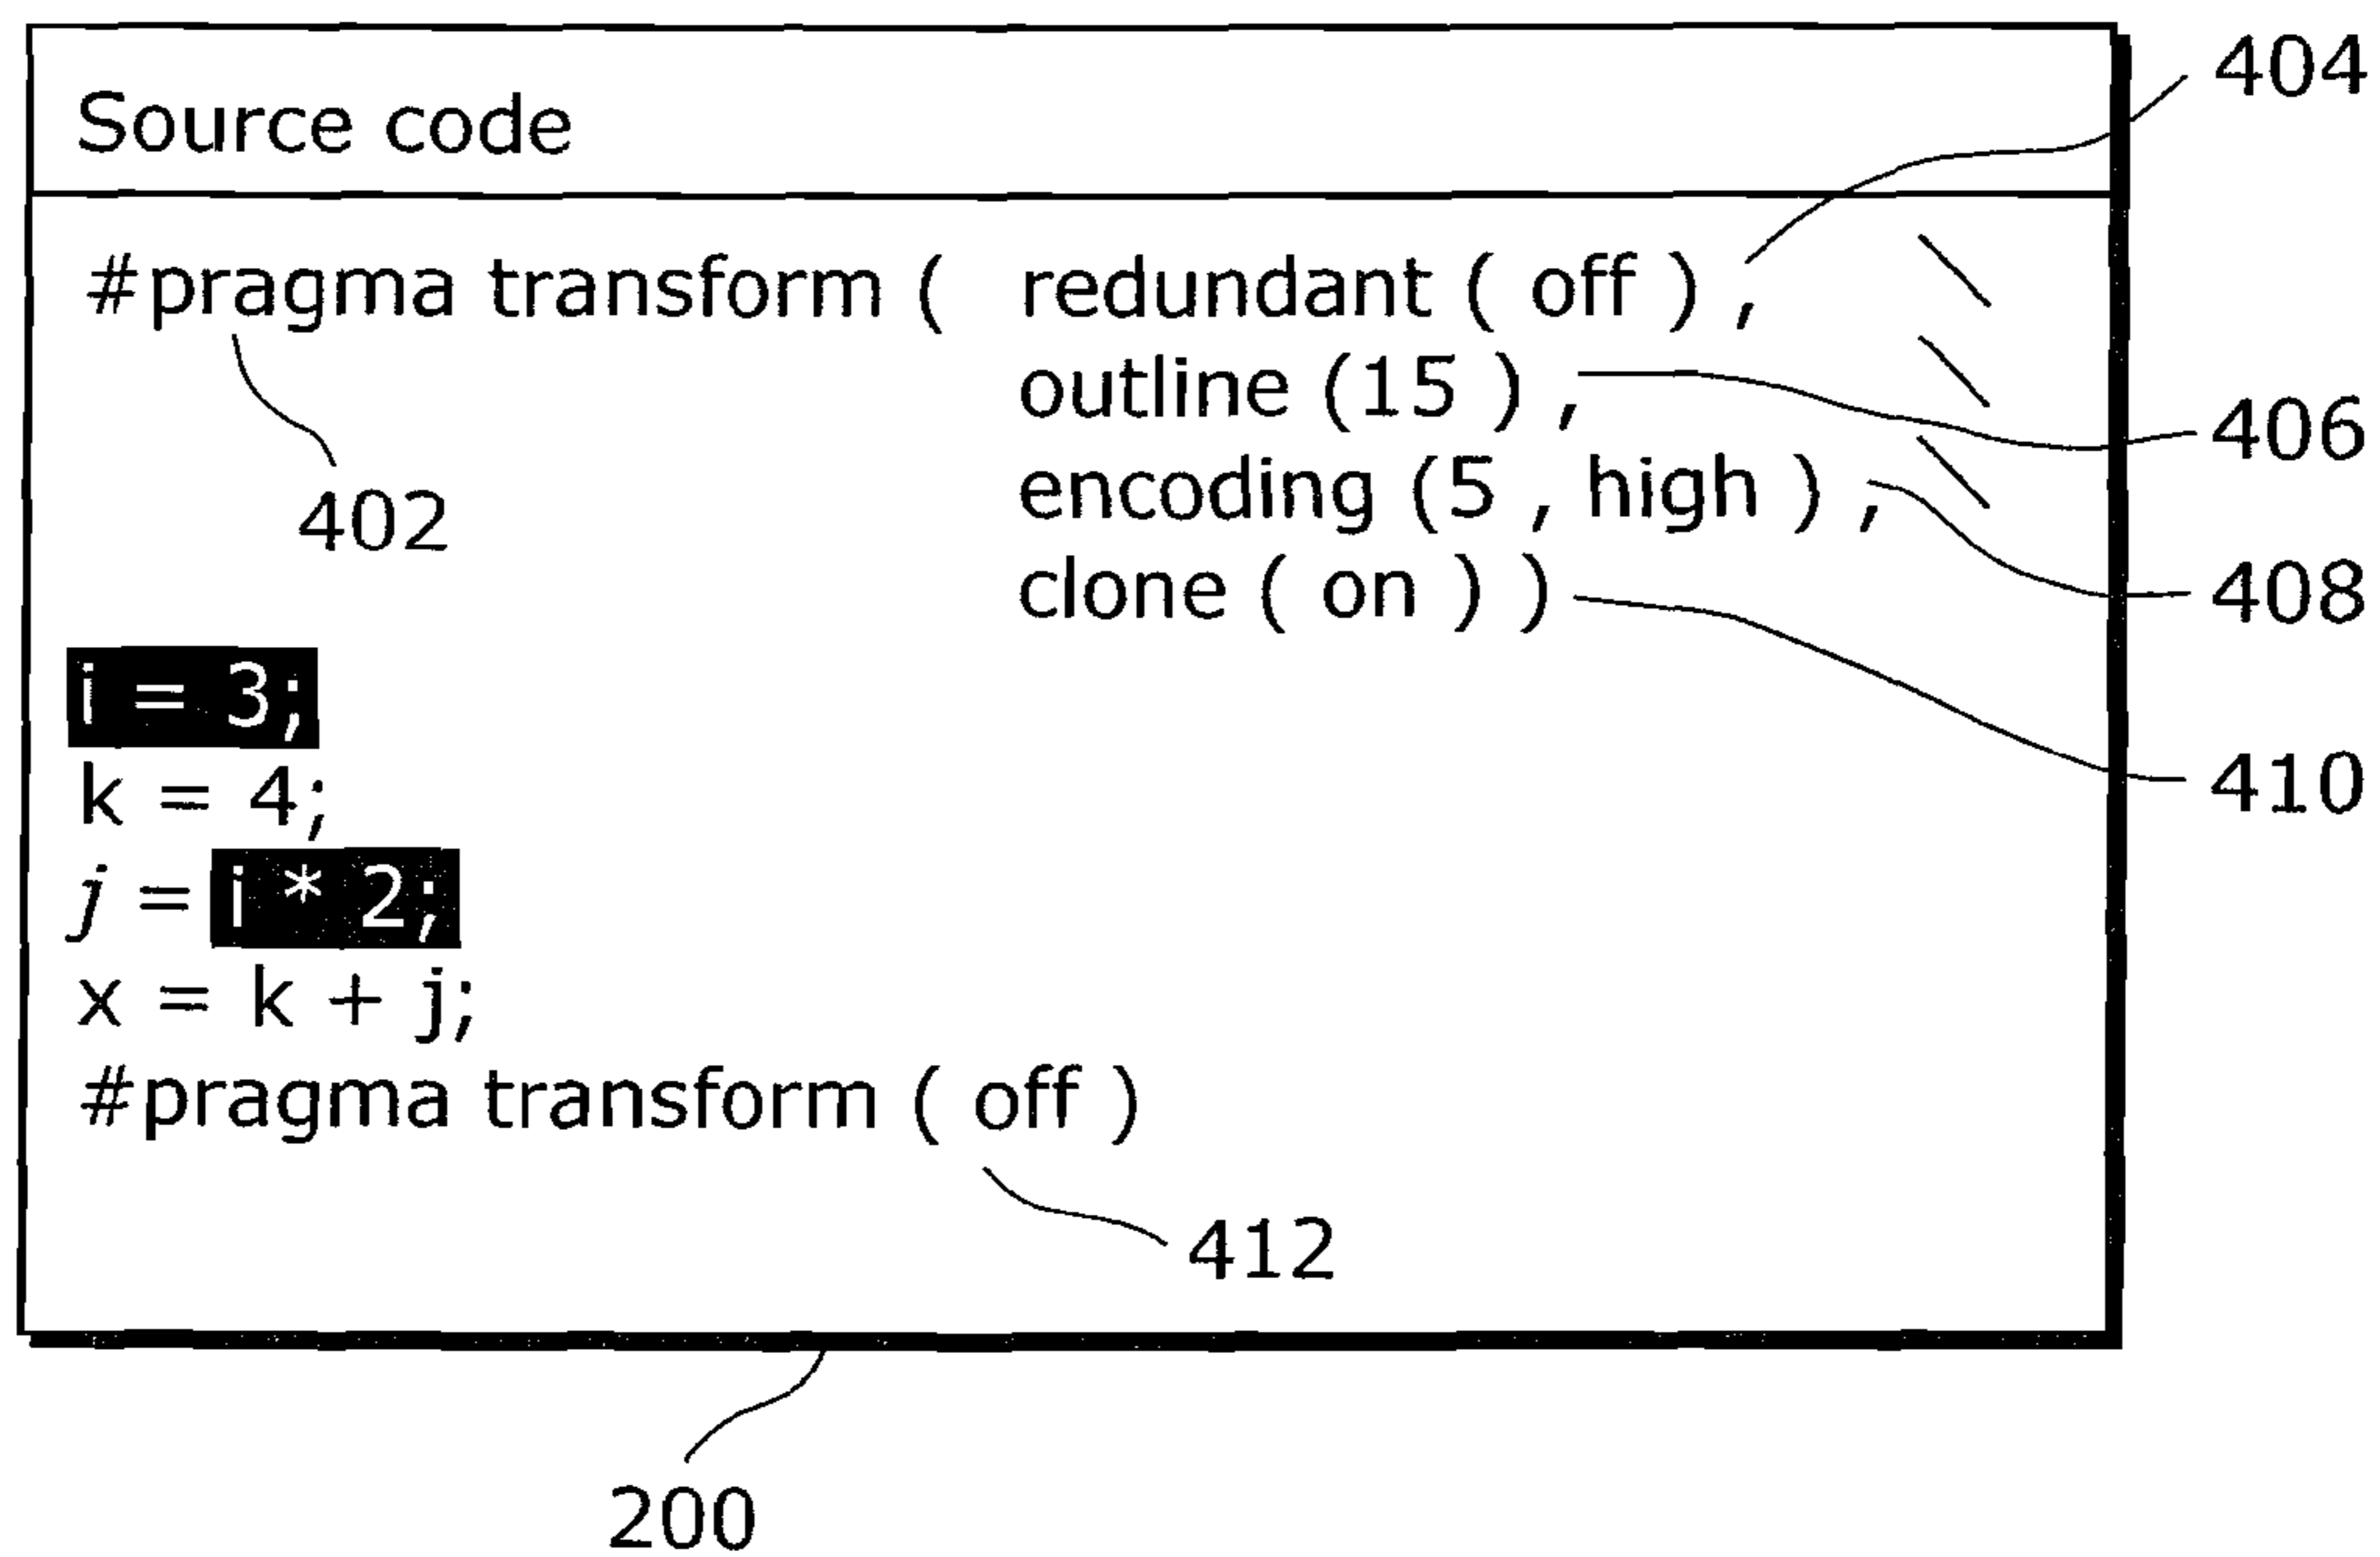 404
Source code
#pragma transform ( redundant ( off ) , \
outline (15 ) , \
406
encoding (5 , high ) , \
402
408
clone ( on ) )
i = 3;
410
k = 4;
j = i * 2;
x = k + j;
#pragma transform ( off )
412
200